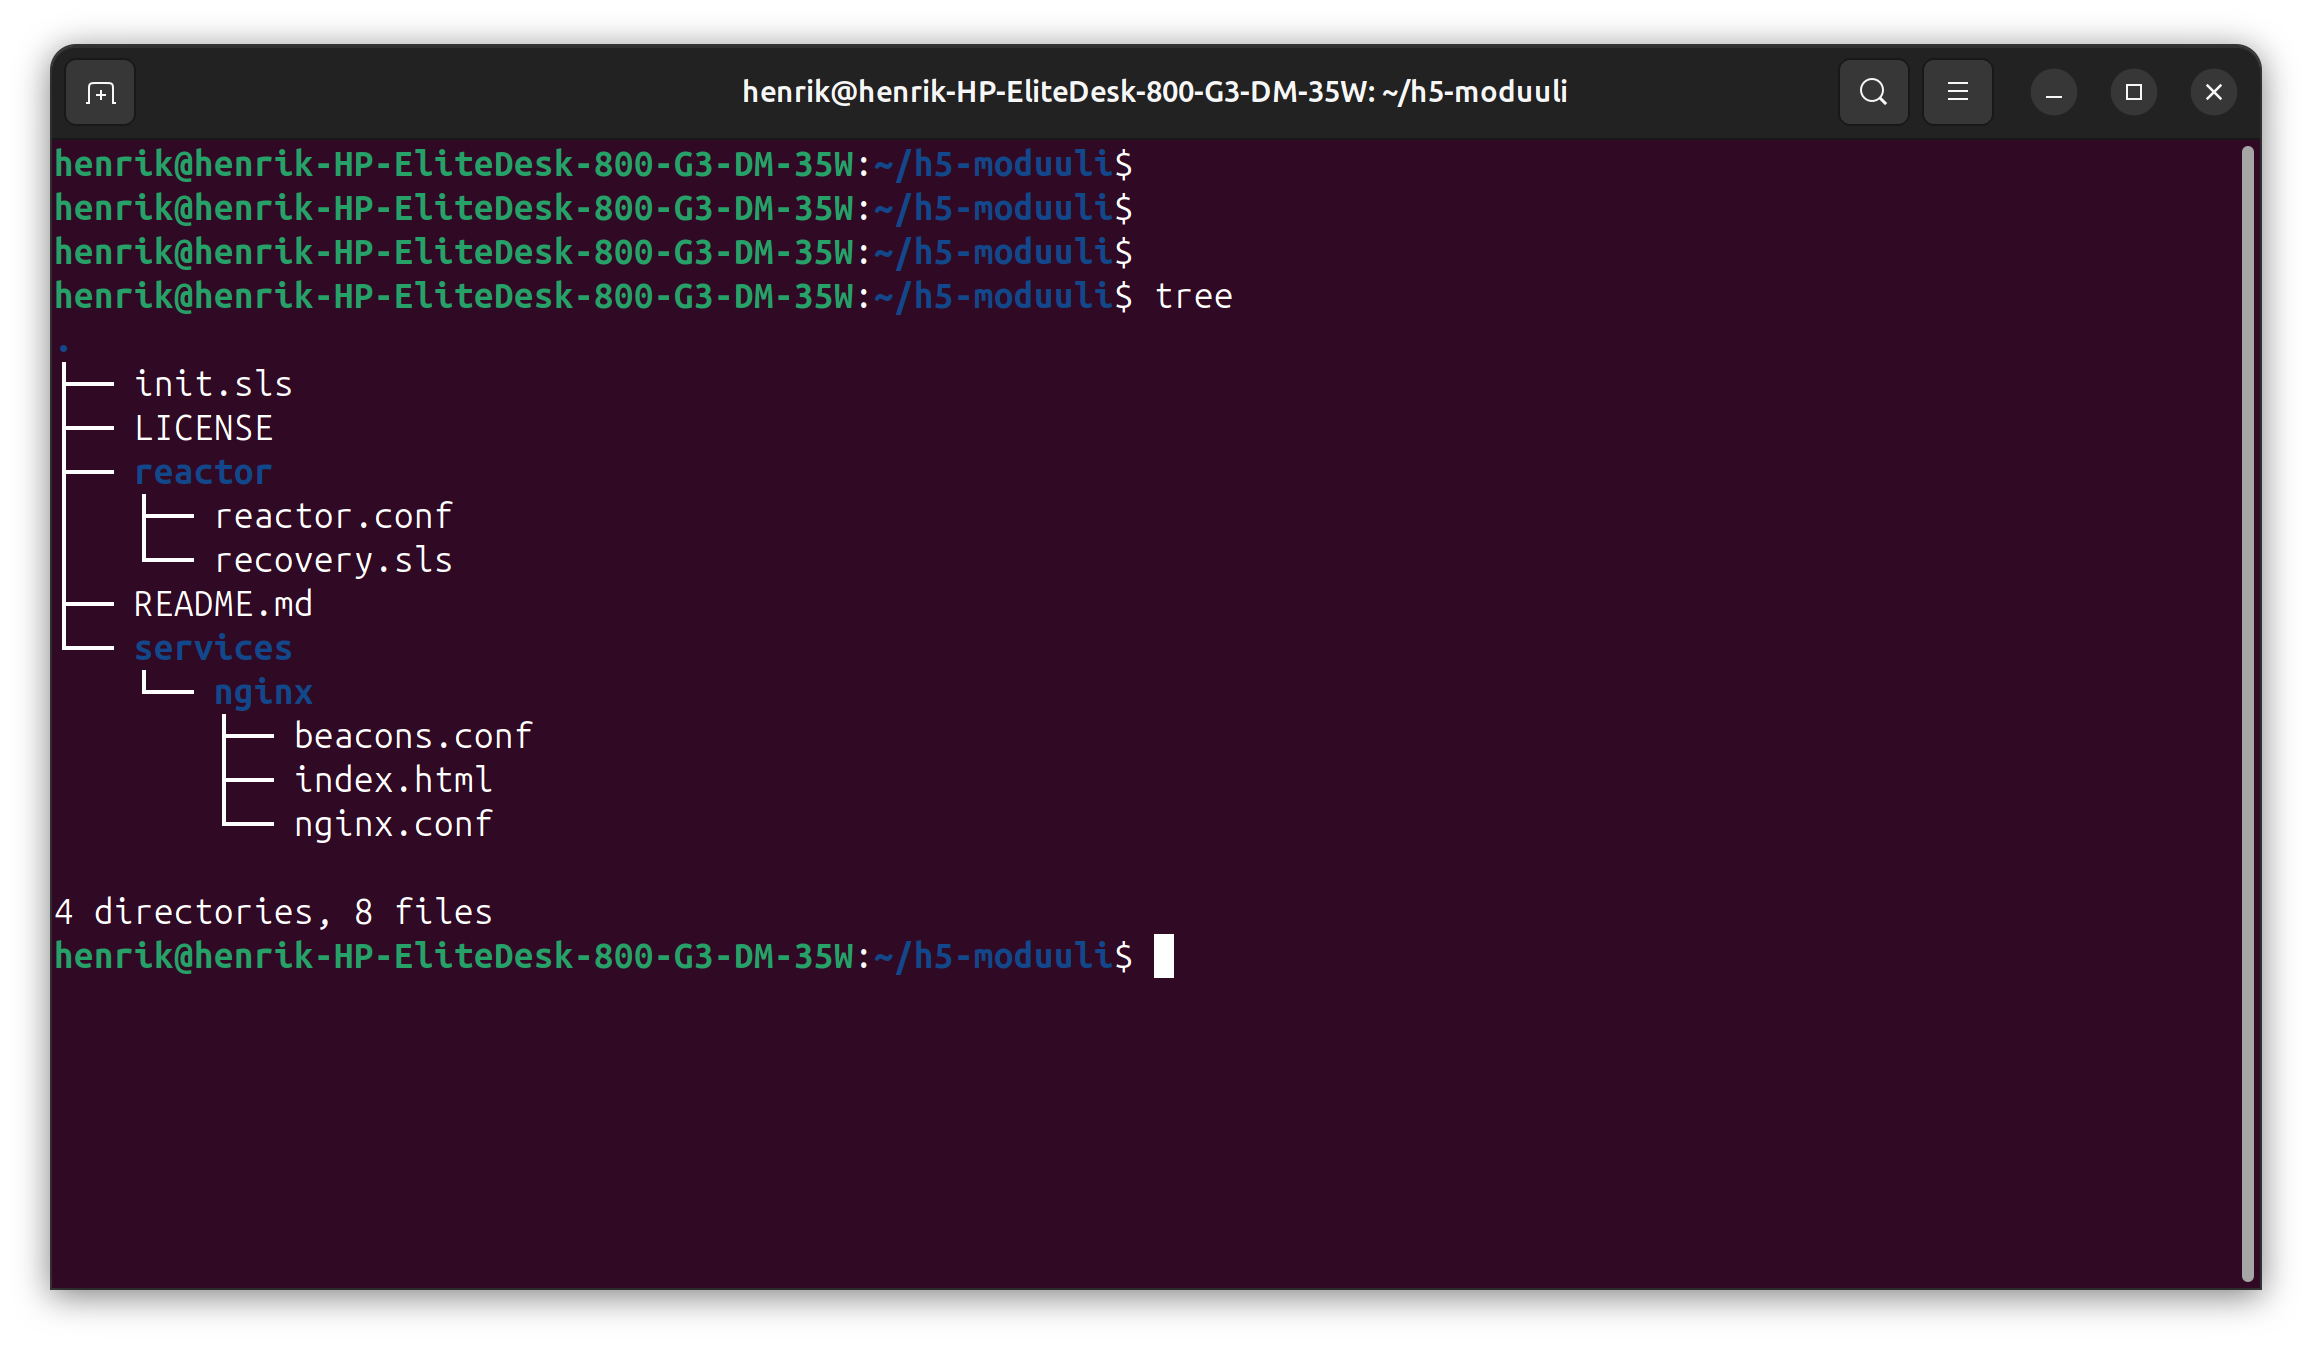 henrik@henrik-HP-EliteDesk-800-G3-DM-35W: ~/h5-moduuli
henrik@henrik-HP-EliteDesk-800-G3-DM-35W:~/h5-moduuli$
henrik@henrik-HP-EliteDesk-800-G3-DM-35W:~/h5-moduuli$
henrik@henrik-HP-EliteDesk-800-G3-DM-35W:~/h5-moduuli$
henrik@henrik-HP-EliteDesk-800-G3-DM-35W:~/h5-moduuli$ tree
.
├── init.sls
├── LICENSE
├── reactor
│   ├── reactor.conf
│   └── recovery.sls
├── README.md
└── services
    └── nginx
        ├── beacons.conf
        ├── index.html
        └── nginx.conf

4 directories, 8 files
henrik@henrik-HP-EliteDesk-800-G3-DM-35W:~/h5-moduuli$